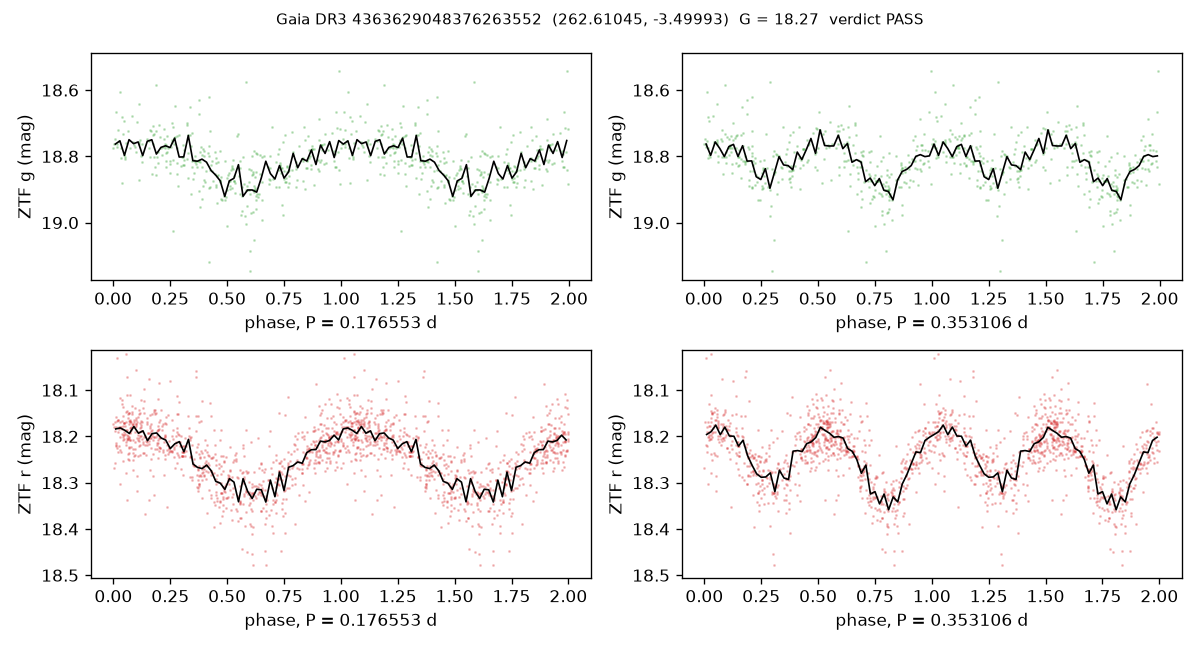 Gaia DR3 4363629048376263552  (262.61045, -3.49993)  G = 18.27  verdict PASS
ZTF g (mag)
18.6
18.8
19.0
0.00 0.25 0.50 0.75 1.00 1.25 1.50 1.75 2.00
phase, P = 0.176553 d
ZTF g (mag)
18.6
18.8
19.0
0.00 0.25 0.50 0.75 1.00 1.25 1.50 1.75 2.00
phase, P = 0.353106 d
ZTF r (mag)
18.1
18.2
18.3
18.4
18.5
0.00 0.25 0.50 0.75 1.00 1.25 1.50 1.75 2.00
phase, P = 0.176553 d
ZTF r (mag)
18.1
18.2
18.3
18.4
18.5
0.00 0.25 0.50 0.75 1.00 1.25 1.50 1.75 2.00
phase, P = 0.353106 d